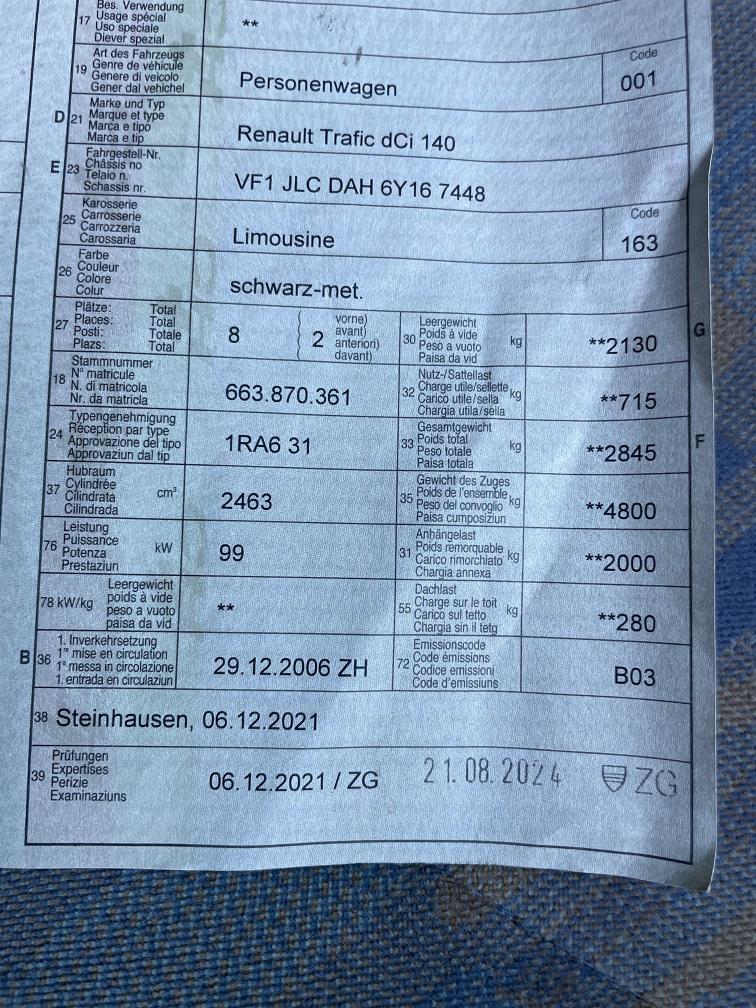 Bes. Verwendung
17 Usage spécial
Uso speciale
Diever spezial
**
Art des Fahrzeugs
19 Genre de véhicule
Genere di veicolo
Gener dal vehichel
Personenwagen
Code
001
Marke und Typ
D 21 Marque et type
Marca e tipo
Marca e tip
Renault Trafic dCi 140
Fahrgestell-Nr.
E 23 Châssis no
Telaio n.
Schassis nr.
VF1 JLC DAH 6Y16 7448
Karosserie
25 Carrosserie
Carrozzeria
Carossaria
Limousine
Code
163
Farbe
26 Couleur
Colore
Colur
schwarz-met.
Plätze: Total
27 Places: Total
Posti: Totale
Plazs: Total
8
2
vorne)
avant)
anteriori)
davant)
Leergewicht
30 Poids à vide kg
Peso a vuoto
Paisa da vid
**2130
G
Stammnummer
18 N° matricule
N. di matricola
Nr. da matricla
663.870.361
Nutz-/Sattellast
32 Charge utile/sellette kg
Carico utile/sella
Chargia utila/sella
**715
Typengenehmigung
24 Réception par type
Approvazione del tipo
Approvaziun dal tip
1RA6 31
Gesamtgewicht
33 Poids total kg
Peso totale
Paisa totala
**2845
F
Hubraum
37 Cylindrée cm³
Cilindrata
Cilindrada
2463
Gewicht des Zuges
35 Poids de l'ensemble kg
Peso del convoglio
Paisa cumposiziun
**4800
Leistung
76 Puissance kW
Potenza
Prestaziun
99
Anhängelast
31 Poids remorquable kg
Carico rimorchiato
Chargia annexa
**2000
Leergewicht
78 kW/kg poids à vide
peso a vuoto
paisa da vid
**
Dachlast
55 Charge sur le toit kg
Carico sul tetto
Chargia sin il tetg
**280
1. Inverkehrsetzung
B 36 1re mise en circulation
1a messa in circolazione
1. entrada en circulaziun
29.12.2006 ZH
Emissionscode
72 Code émissions
Codice emissioni
Code d'emissiuns
B03
38 Steinhausen, 06.12.2021
Prüfungen
39 Expertises
Perizie
Examinaziuns
06.12.2021 / ZG
21.08.2024 ZG